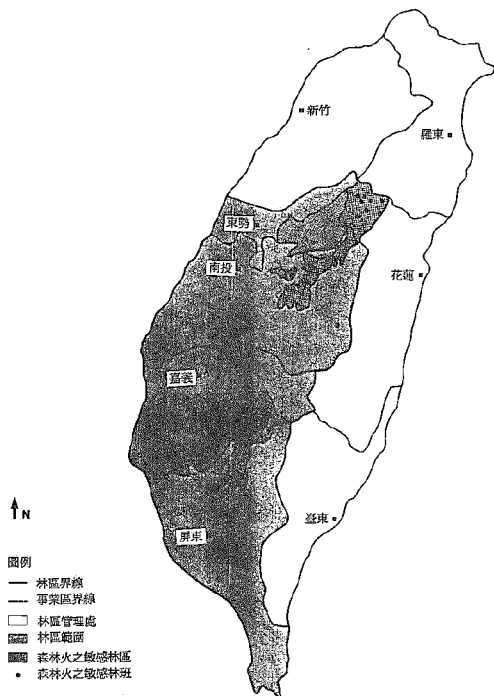 新竹
羅東
東勢
南投
花蓮
嘉義
臺東
屏東
N
圖例
林區界線
事業區界線
林區管理處
林區範圍
森林火之敏感林區
森林火之敏感林班